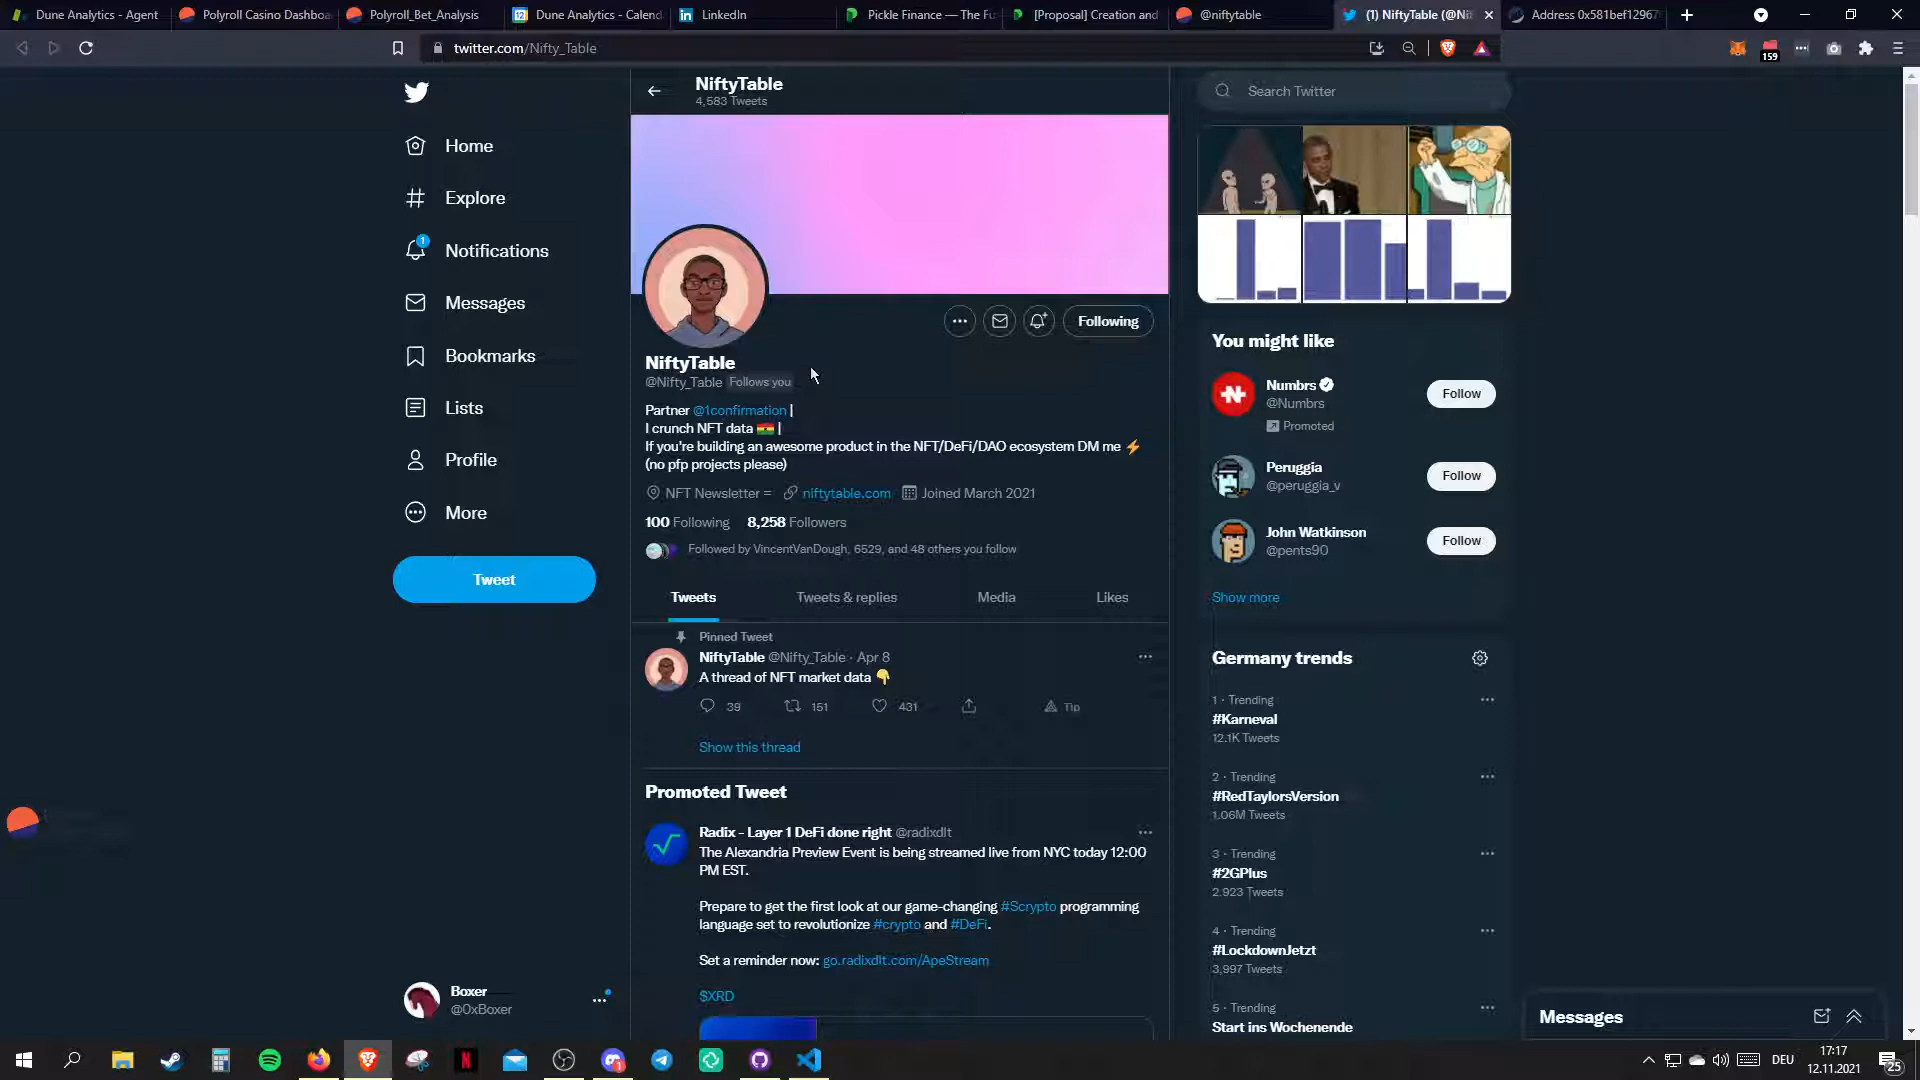 Dune Analytics - Agent
Polyroll Casino Dashboa
Polyroll_Bet_Analysis
Dune Analytics - Calend
LinkedIn
Pickle Finance — The Fu
[Proposal] Creation and
@niftytable
(1) NiftyTable (@Nif
Address 0x581bef12967
twitter.com/Nifty_Table
159
NiftyTable
4,583 Tweets
Search Twitter
Home
Explore
1
Notifications
Messages
Bookmarks
Lists
Profile
More
Tweet
Following
NiftyTable
@Nifty_Table Follows you
Partner @1confirmation |
I crunch NFT data 🇬🇭 |
If you're building an awesome product in the NFT/DeFi/DAO ecosystem DM me ⚡
(no pfp projects please)
NFT Newsletter = niftytable.com Joined March 2021
100 Following 8,258 Followers
Followed by VincentVanDough, 6529, and 48 others you follow
Tweets
Tweets & replies
Media
Likes
Pinned Tweet
NiftyTable @Nifty_Table · Apr 8
A thread of NFT market data 👇
39
151
431
Tip
Show this thread
Promoted Tweet
Radix - Layer 1 DeFi done right @radixdlt
The Alexandria Preview Event is being streamed live from NYC today 12:00
PM EST.
Prepare to get the first look at our game-changing #Scrypto programming
language set to revolutionize #crypto and #DeFi.
Set a reminder now: go.radixdlt.com/ApeStream
$XRD
You might like
Numbrs
@Numbrs
Promoted
Follow
Peruggia
@peruggia_v
Follow
John Watkinson
@pents90
Follow
Show more
Germany trends
1 · Trending
#Karneval
12.1K Tweets
2 · Trending
#RedTaylorsVersion
1.06M Tweets
3 · Trending
#2GPlus
2.923 Tweets
4 · Trending
#LockdownJetzt
3,997 Tweets
5 · Trending
Start ins Wochenende
Boxer
@0xBoxer
Messages
DEU
17:17
12.11.2021
25